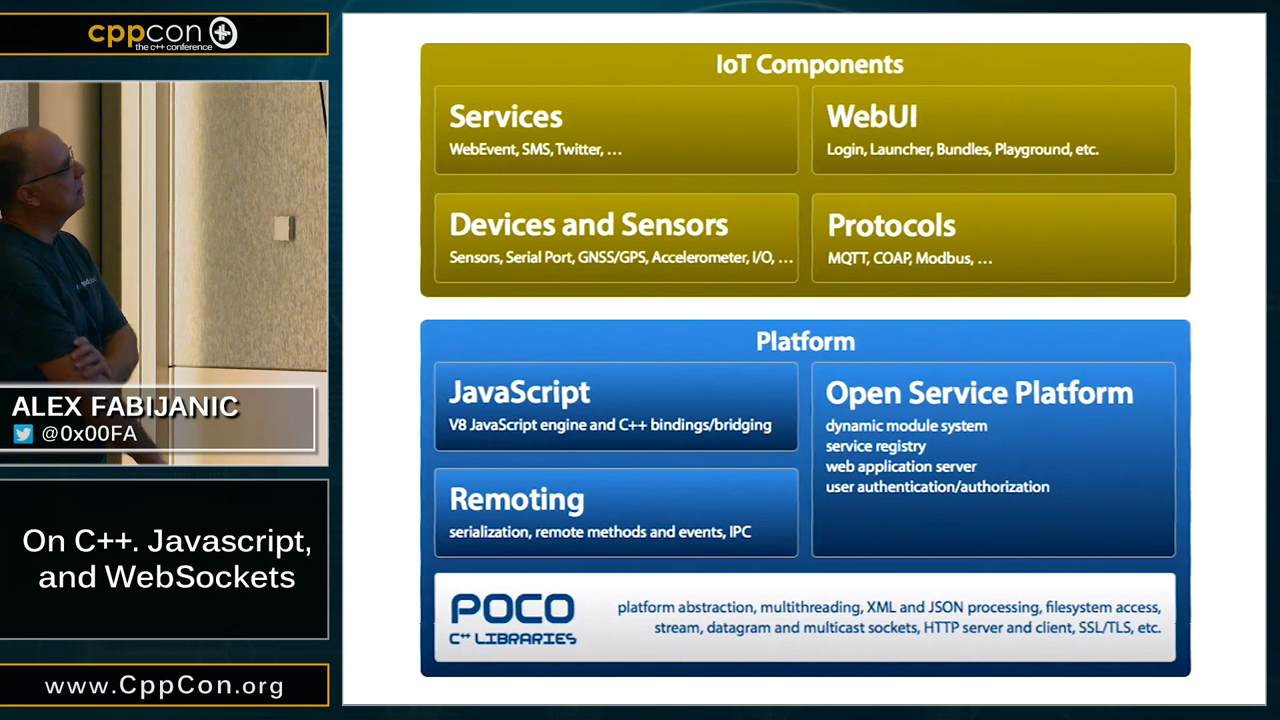 cppcon
the c++ conference
ALEX FABIJANIC
@0x00FA
On C++. Javascript,
and WebSockets
www.CppCon.org
IoT Components
Services
WebEvent, SMS, Twitter, …
WebUI
Login, Launcher, Bundles, Playground, etc.
Devices and Sensors
Sensors, Serial Port, GNSS/GPS, Accelerometer, I/O, …
Protocols
MQTT, COAP, Modbus, …
Platform
JavaScript
V8 JavaScript engine and C++ bindings/bridging
Open Service Platform
dynamic module system
service registry
web application server
user authentication/authorization
Remoting
serialization, remote methods and events, IPC
POCO
C++ LIBRARIES
platform abstraction, multithreading, XML and JSON processing, filesystem access,
stream, datagram and multicast sockets, HTTP server and client, SSL/TLS, etc.